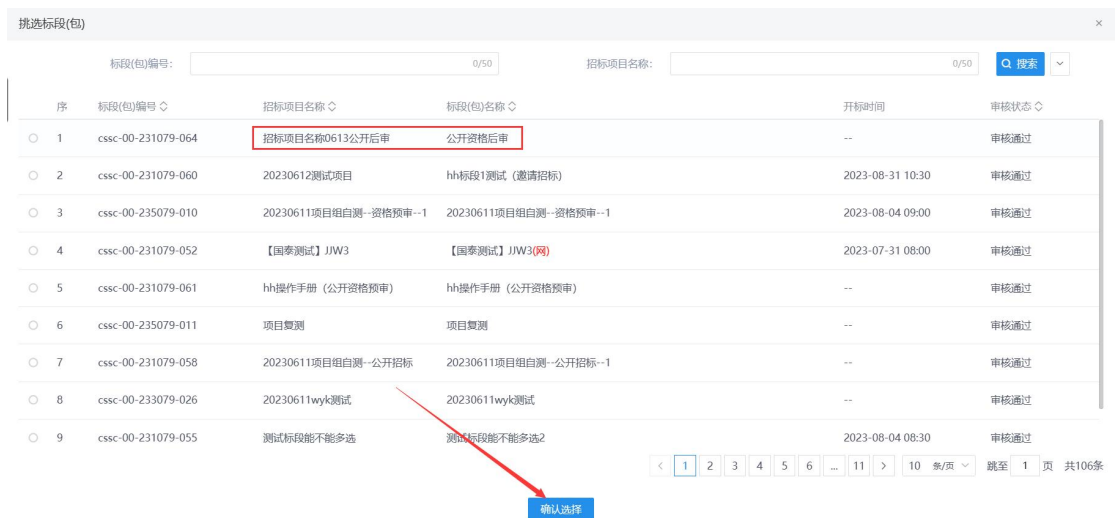 挑选标段(包) ×
标段(包)编号: 0/50 招标项目名称: 0/50 搜索
序 标段(包)编号 招标项目名称 标段(包)名称 开标时间 审核状态
1 cssc-00-231079-064 招标项目名称0613公开后审 公开资格后审 -- 审核通过
2 cssc-00-231079-060 20230612测试项目 hh标段1测试（邀请招标） 2023-08-31 10:30 审核通过
3 cssc-00-235079-010 20230611项目组自测--资格预审--1 20230611项目组自测--资格预审--1 2023-08-04 09:00 审核通过
4 cssc-00-231079-052 【国泰测试】JJW3 【国泰测试】JJW3(网) 2023-07-31 08:00 审核通过
5 cssc-00-231079-061 hh操作手册（公开资格预审） hh操作手册（公开资格预审） -- 审核通过
6 cssc-00-235079-011 项目复测 项目复测 -- 审核通过
7 cssc-00-231079-058 20230611项目组自测--公开招标 20230611项目组自测--公开招标--1 -- 审核通过
8 cssc-00-233079-026 20230611wyk测试 20230611wyk测试 -- 审核通过
9 cssc-00-231079-055 测试标段能不能多选 测试标段能不能多选2 2023-08-04 08:30 审核通过
< 1 2 3 4 5 6 ... 11 > 10 条/页 跳至 1 页 共106条
确认选择